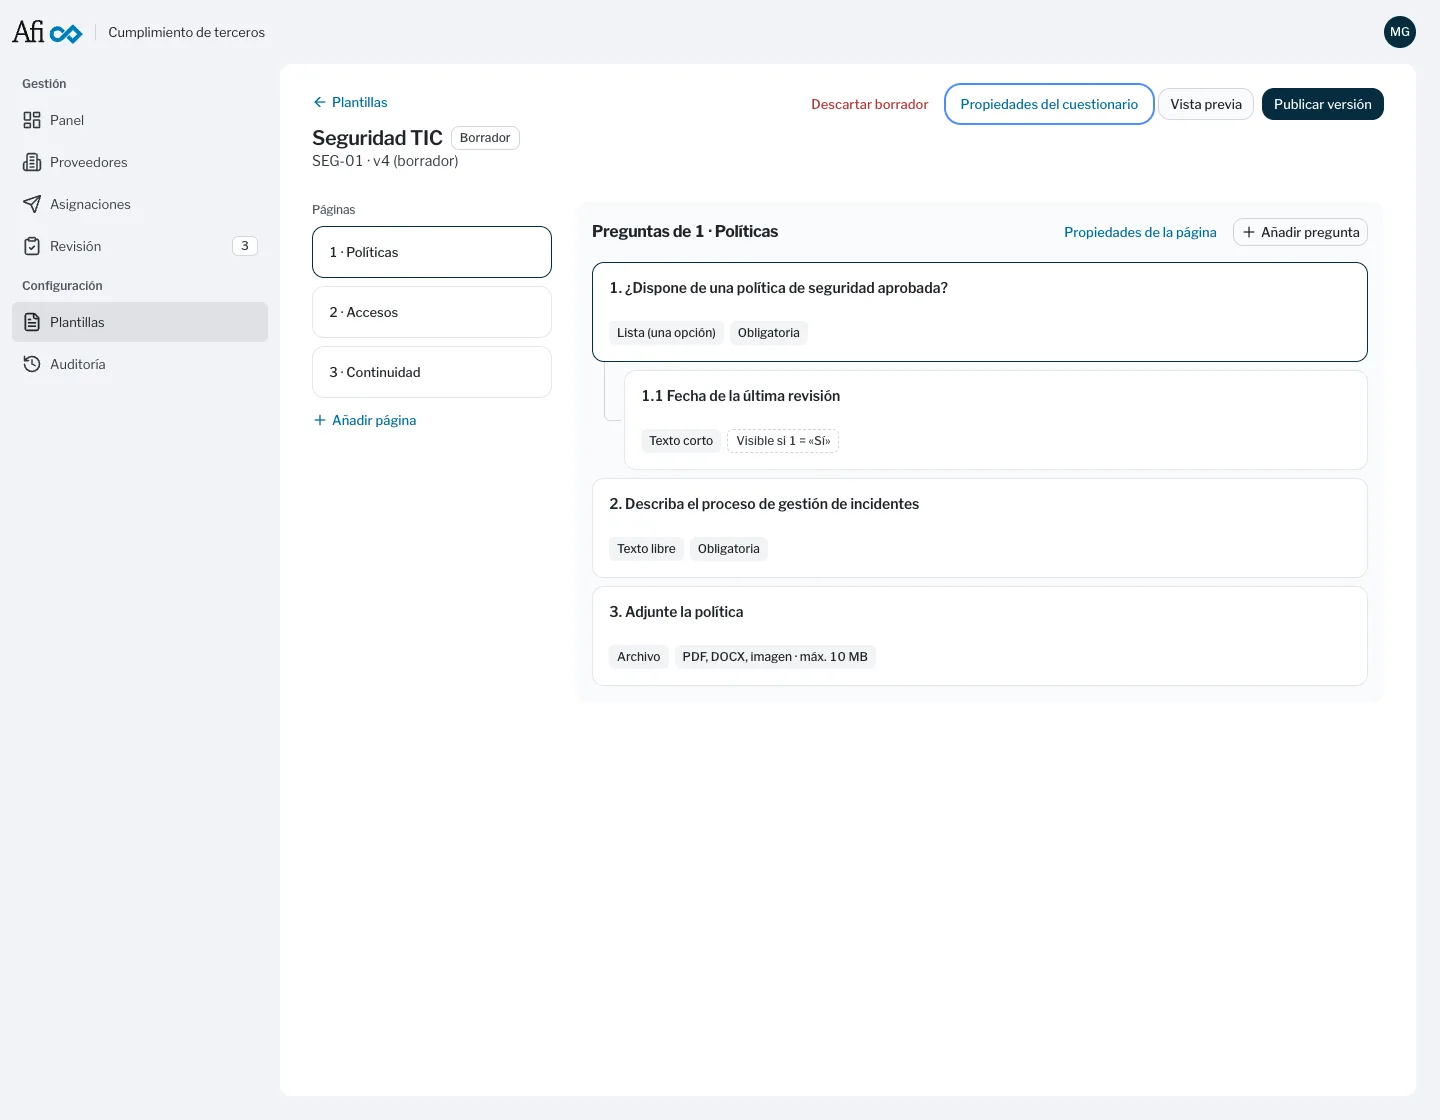 Afi
Cumplimiento de terceros
MG
Gestión
Panel
Proveedores
Asignaciones
Revisión
3
Configuración
Plantillas
Auditoría
Plantillas
Descartar borrador
Propiedades del cuestionario
Vista previa
Publicar versión
Seguridad TIC
Borrador
SEG-01 · v4 (borrador)
Páginas
1 · Políticas
2 · Accesos
3 · Continuidad
Añadir página
Preguntas de 1 · Políticas
Propiedades de la página
Añadir pregunta
1. ¿Dispone de una política de seguridad aprobada?
Lista (una opción)
Obligatoria
1.1 Fecha de la última revisión
Texto corto
Visible si 1 = «Sí»
2. Describa el proceso de gestión de incidentes
Texto libre
Obligatoria
3. Adjunte la política
Archivo
PDF, DOCX, imagen · máx. 10 MB